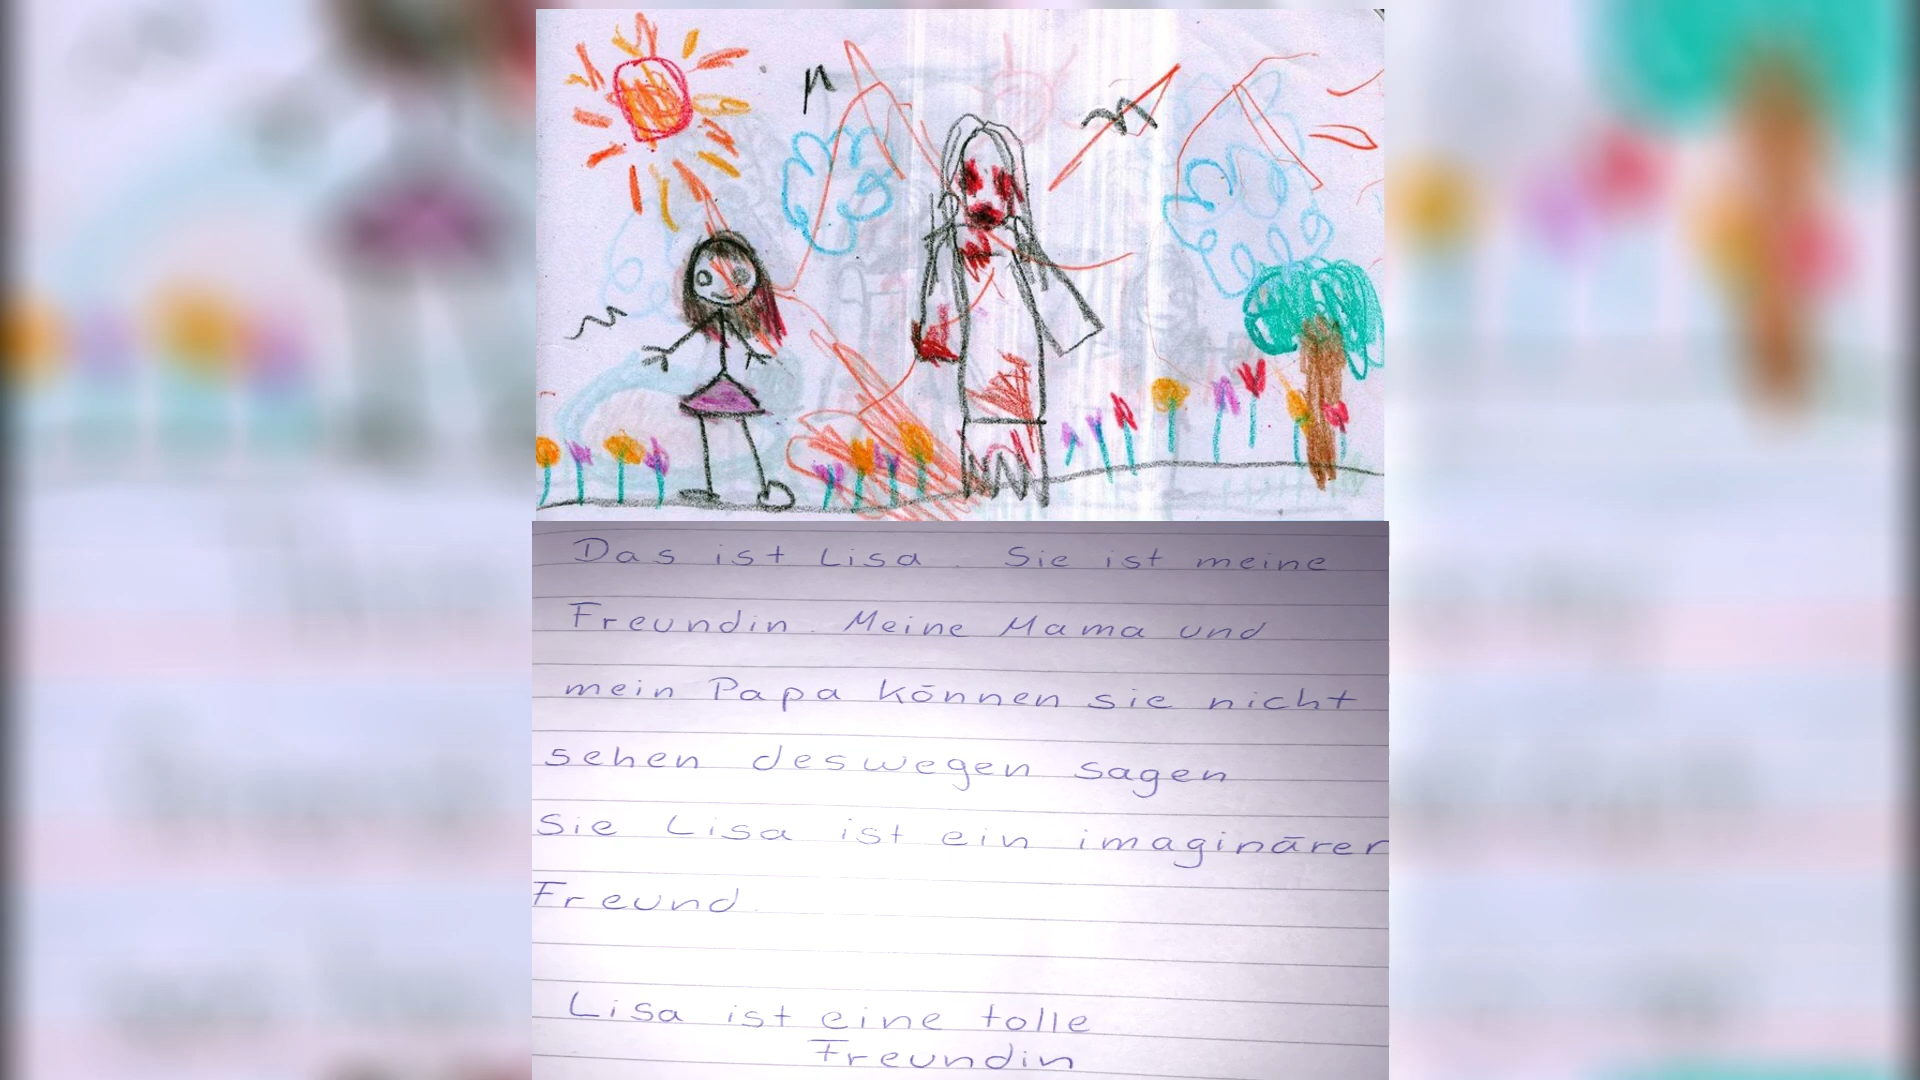 Das ist Lisa. Sie ist meine
Freundin. Meine Mama und
mein Papa können sie nicht
sehen deswegen sagen
Sie Lisa ist ein imaginärer
Freund.
Lisa ist eine tolle
Freundin